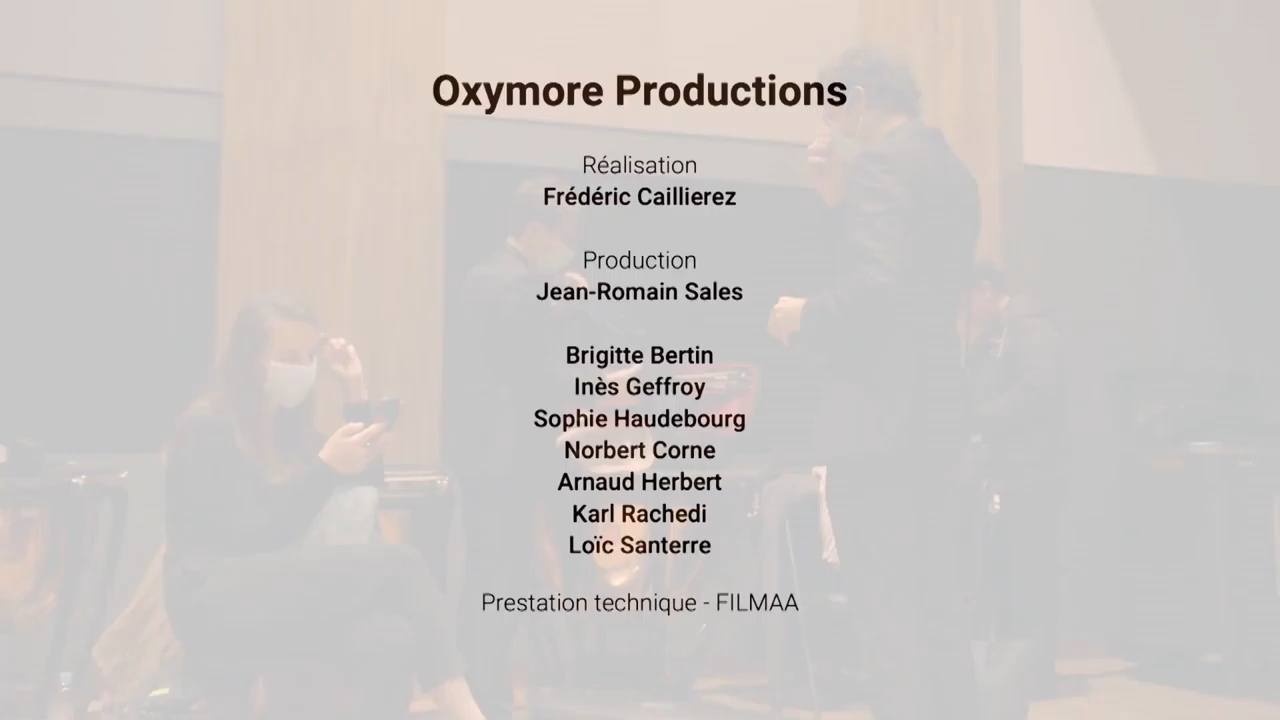 Oxymore Productions
Réalisation
Frédéric Caillierez
Production
Jean-Romain Sales
Brigitte Bertin
Inès Geffroy
Sophie Haudebourg
Norbert Corne
Arnaud Herbert
Karl Rachedi
Loïc Santerre
Prestation technique - FILMAA